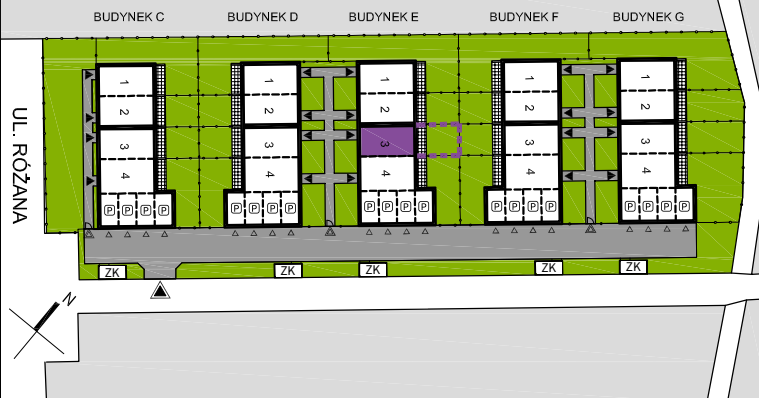 BUDYNEK C BUDYNEK D BUDYNEK E BUDYNEK F BUDYNEK G
1 1 1 1 1
2 2 2 2 2
3 3 3 3 3
4 4 4 4 4
P P P P P P P P P P P P P P P P P P P P
UL. RÓŻANA
ZK ZK ZK ZK ZK
N